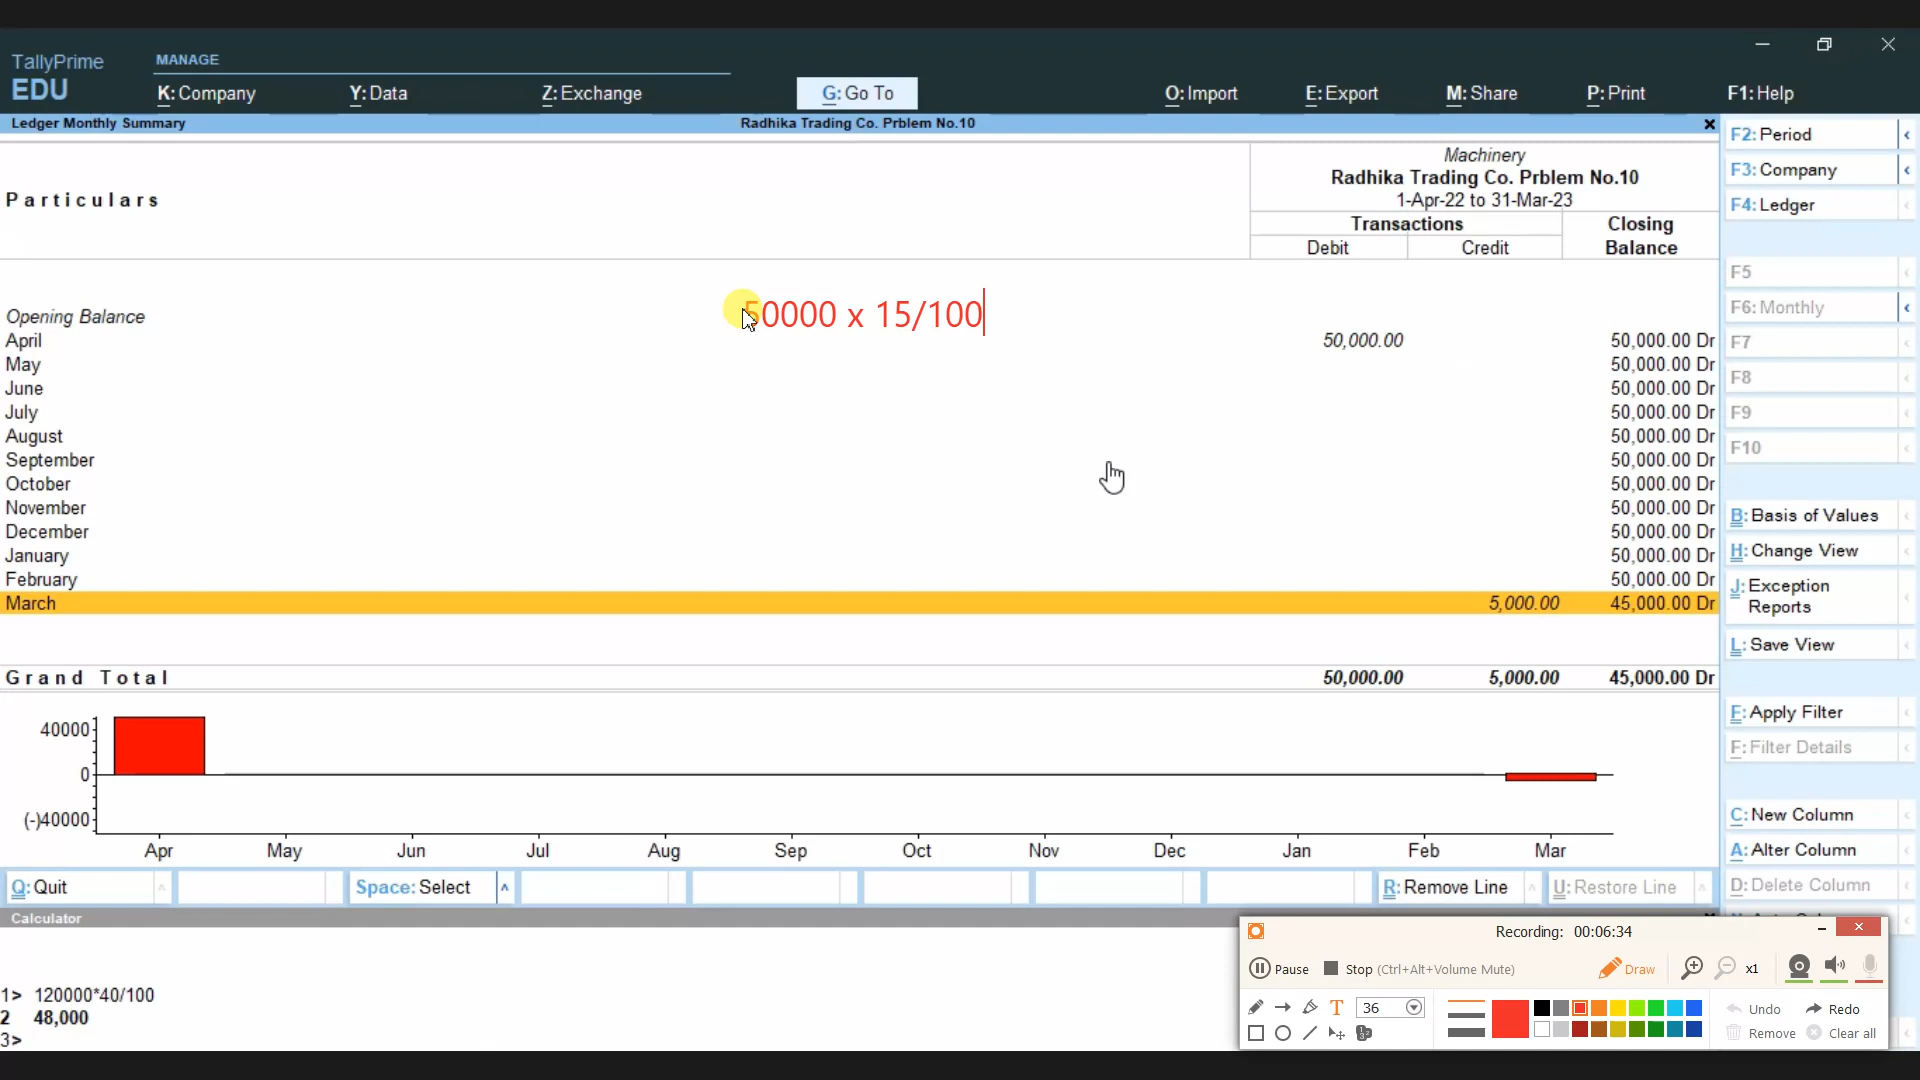 TallyPrime
EDU
MANAGE
K: Company
Y: Data
Z: Exchange
G: Go To
O: Import
E: Export
M: Share
P: Print
F1: Help
Ledger Monthly Summary
Radhika Trading Co. Prblem No.10
Particulars
Machinery
Radhika Trading Co. Prblem No.10
1-Apr-22 to 31-Mar-23
Transactions
Closing
Debit
Credit
Balance
50000 x 15/100
Opening Balance
April 50,000.00 50,000.00 Dr
May 50,000.00 Dr
June 50,000.00 Dr
July 50,000.00 Dr
August 50,000.00 Dr
September 50,000.00 Dr
October 50,000.00 Dr
November 50,000.00 Dr
December 50,000.00 Dr
January 50,000.00 Dr
February 50,000.00 Dr
March 5,000.00 45,000.00 Dr
Grand Total 50,000.00 5,000.00 45,000.00 Dr
40000
0
(-)40000
Apr May Jun Jul Aug Sep Oct Nov Dec Jan Feb Mar
Q: Quit
Space: Select
R: Remove Line
U: Restore Line
F2: Period
F3: Company
F4: Ledger
F5
F6: Monthly
F7
F8
F9
F10
B: Basis of Values
H: Change View
J: Exception
Reports
L: Save View
F: Apply Filter
F: Filter Details
C: New Column
A: Alter Column
D: Delete Column
Calculator
1> 120000*40/100
2 48,000
3>
Recording: 00:06:34
Pause
Stop (Ctrl+Alt+Volume Mute)
Draw
x1
T
36
Undo
Redo
Remove
Clear all